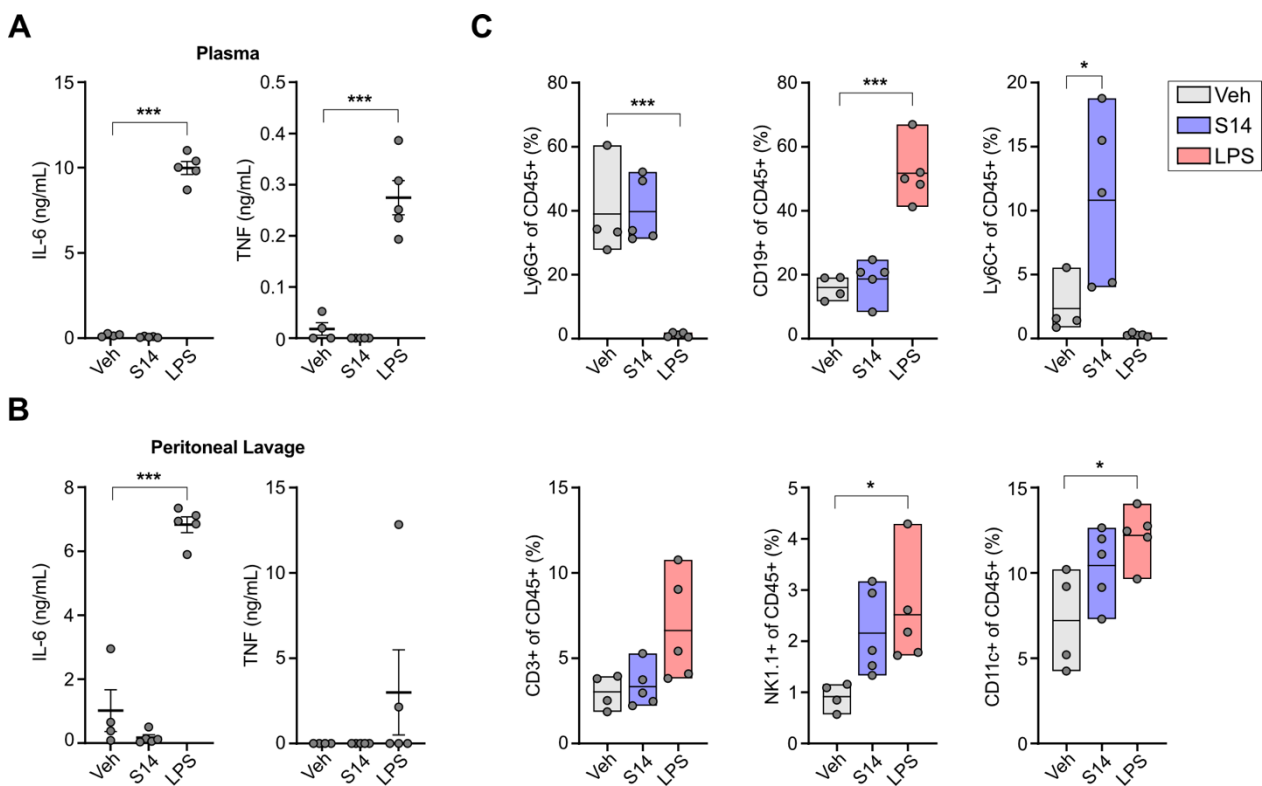 A
Plasma
IL-6 (ng/mL)
15
10
5
0
***
Veh
S14
LPS
TNF (ng/mL)
0.5
0.4
0.3
0.2
0.1
0.0
***
Veh
S14
LPS
B
Peritoneal Lavage
IL-6 (ng/mL)
8
6
4
2
0
***
Veh
S14
LPS
TNF (ng/mL)
15
10
5
0
Veh
S14
LPS
C
Ly6G+ of CD45+ (%)
80
60
40
20
0
***
Veh
S14
LPS
CD19+ of CD45+ (%)
80
60
40
20
0
***
Veh
S14
LPS
Ly6C+ of CD45+ (%)
20
15
10
5
0
*
Veh
S14
LPS
Veh
S14
LPS
CD3+ of CD45+ (%)
15
10
5
0
Veh
S14
LPS
NK1.1+ of CD45+ (%)
5
4
3
2
1
0
*
Veh
S14
LPS
CD11c+ of CD45+ (%)
15
10
5
0
*
Veh
S14
LPS